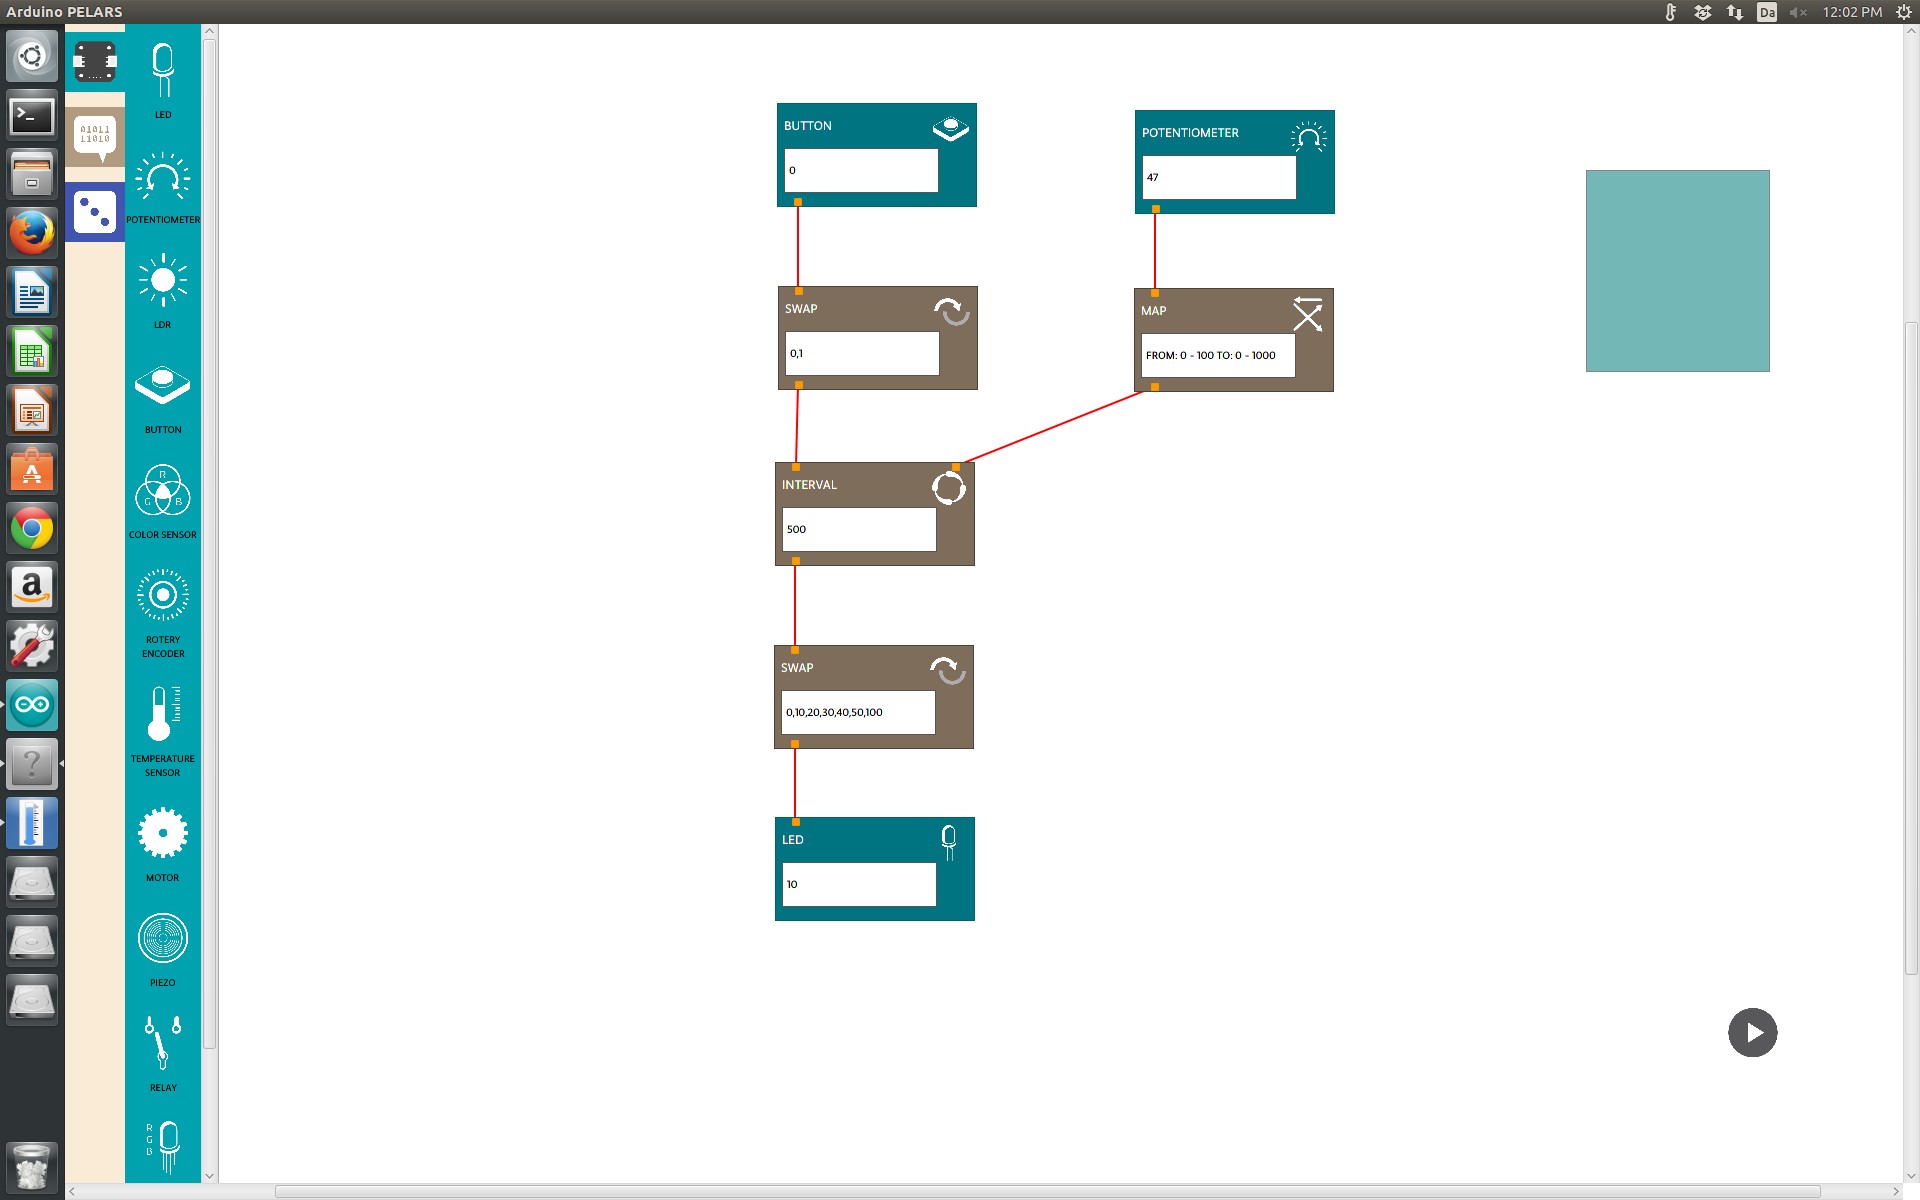 Arduino PELARS
Da
12:02 PM
01011
11010
LED
POTENTIOMETER
LDR
BUTTON
R
G B
COLOR SENSOR
ROTERY
ENCODER
TEMPERATURE
SENSOR
MOTOR
PIEZO
RELAY
R
G
B
BUTTON
0
POTENTIOMETER
47
SWAP
0,1
MAP
FROM: 0 - 100 TO: 0 - 1000
INTERVAL
500
SWAP
0,10,20,30,40,50,100
LED
10